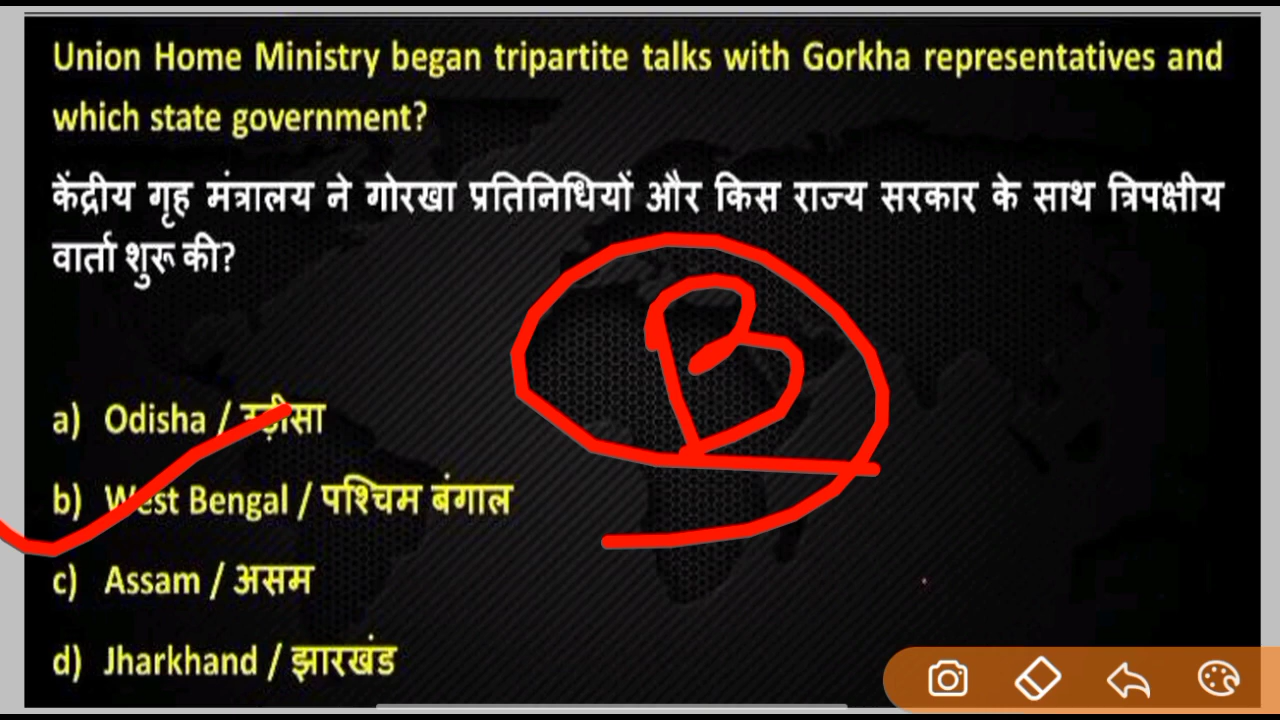 Union Home Ministry began tripartite talks with Gorkha representatives and
which state government?
केंद्रीय गृह मंत्रालय ने गोरखा प्रतिनिधियों और किस राज्य सरकार के साथ त्रिपक्षीय
वार्ता शुरू की?
B
a) Odisha / उड़ीसा
b) West Bengal / पश्चिम बंगाल
c) Assam / असम
d) Jharkhand / झारखंड